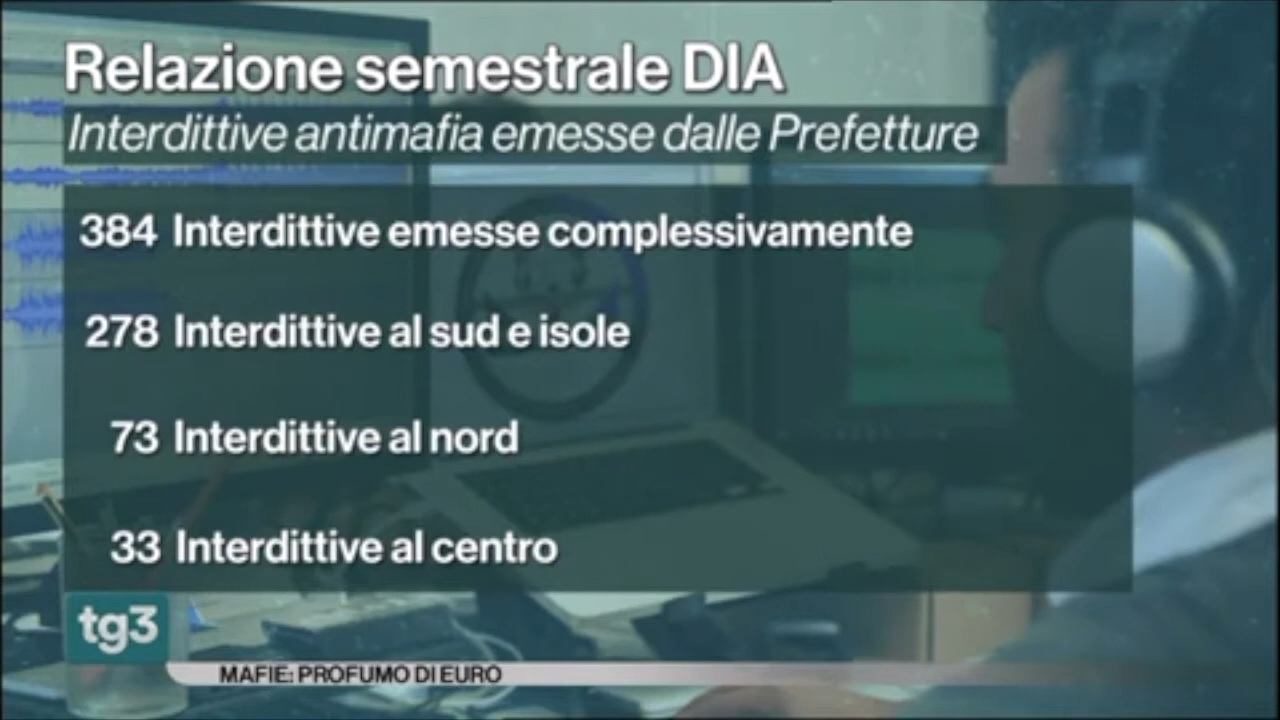 Relazione semestrale DIA
Interdittive antimafia emesse dalle Prefetture
384 Interdittive emesse complessivamente
278 Interdittive al sud e isole
73 Interdittive al nord
33 Interdittive al centro
tg3
MAFIE: PROFUMO DI EURO